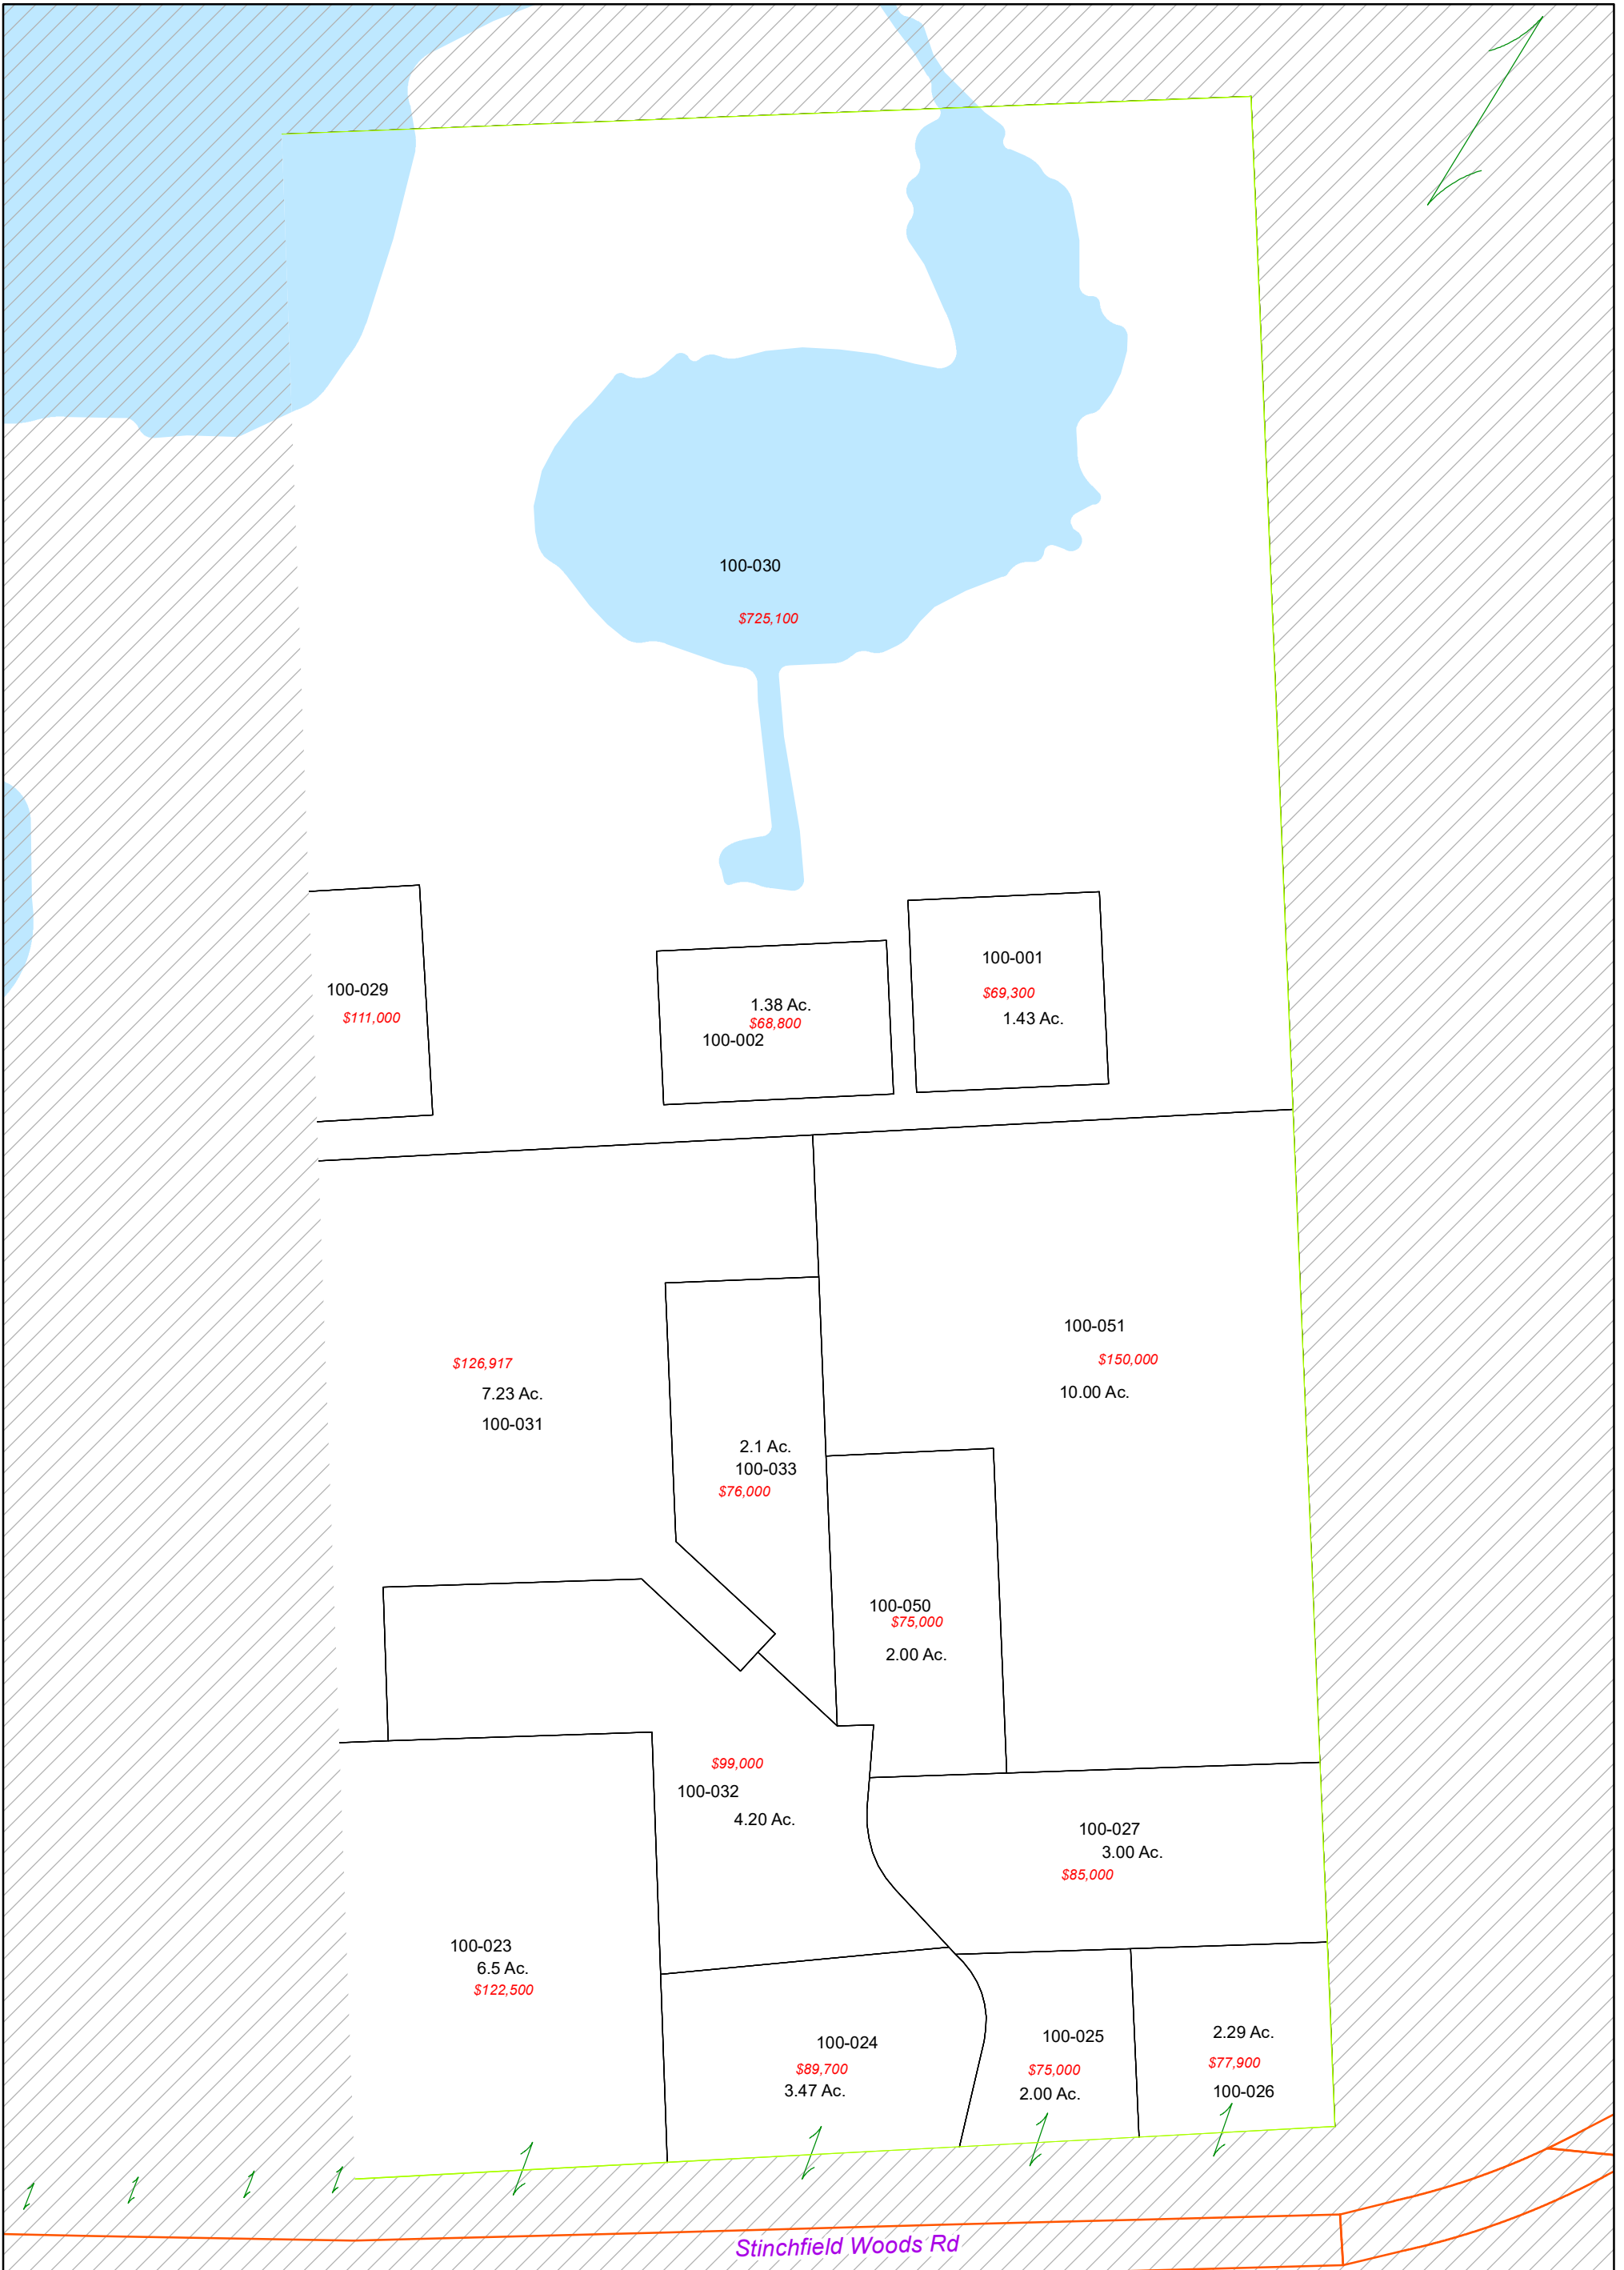 100-030
$725,100
100-029
$111,000
1.38 Ac.
$68,800
100-002
100-001
$69,300
1.43 Ac.
$126,917
7.23 Ac.
100-031
100-051
$150,000
10.00 Ac.
2.1 Ac.
100-033
$76,000
100-050
$75,000
2.00 Ac.
$99,000
100-032
4.20 Ac.
100-027
3.00 Ac.
$85,000
100-023
6.5 Ac.
$122,500
100-024
$89,700
3.47 Ac.
100-025
$75,000
2.00 Ac.
2.29 Ac.
$77,900
100-026
Stinchfield Woods Rd